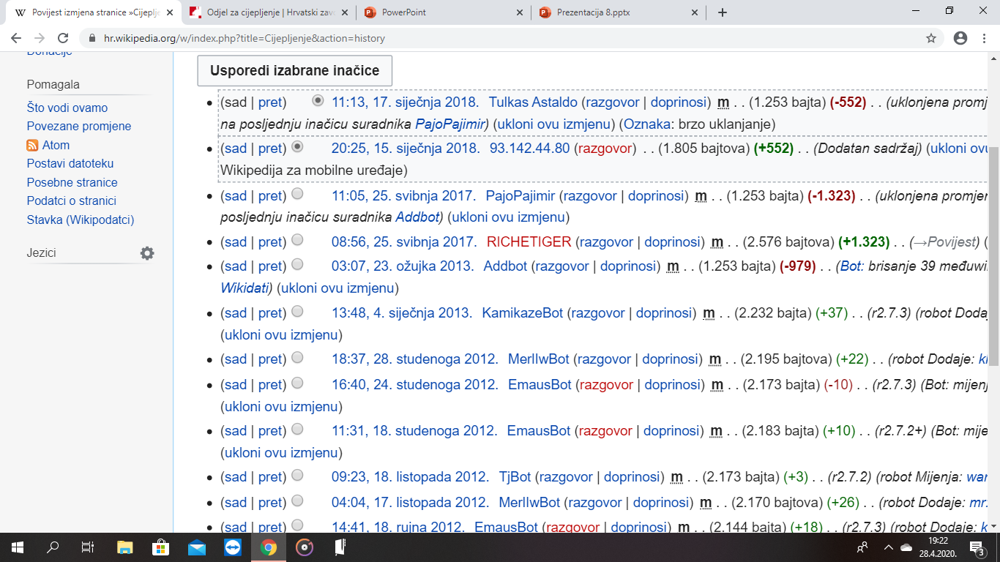 Povijest izmjena stranice »Cijeplje
Odjel za cijepljenje | Hrvatski zavo
PowerPoint
Prezentacija 8.pptx
hr.wikipedia.org/w/index.php?title=Cijepljenje&action=history
Donacije
Pomagala
Što vodi ovamo
Povezane promjene
Atom
Postavi datoteku
Posebne stranice
Podatci o stranici
Stavka (Wikipodatci)
Jezici
Usporedi izabrane inačice
(sad | pret) 11:13, 17. siječnja 2018. Tulkas Astaldo (razgovor | doprinosi) m . . (1.253 bajta) (-552) . . (uklonjena promj
na posljednju inačicu suradnika PajoPajimir) (ukloni ovu izmjenu) (Oznaka: brzo uklanjanje)
(sad | pret) 20:25, 15. siječnja 2018. 93.142.44.80 (razgovor) . . (1.805 bajtova) (+552) . . (Dodatan sadržaj) (ukloni ovu
Wikipedija za mobilne uređaje)
(sad | pret) 11:05, 25. svibnja 2017. PajoPajimir (razgovor | doprinosi) m . . (1.253 bajta) (-1.323) . . (uklonjena promjer
posljednju inačicu suradnika Addbot) (ukloni ovu izmjenu)
(sad | pret) 08:56, 25. svibnja 2017. RICHETIGER (razgovor | doprinosi) m . . (2.576 bajtova) (+1.323) . . (→Povijest) (
(sad | pret) 03:07, 23. ožujka 2013. Addbot (razgovor | doprinosi) m . . (1.253 bajta) (-979) . . (Bot: brisanje 39 međuwi
Wikidati) (ukloni ovu izmjenu)
(sad | pret) 13:48, 4. siječnja 2013. KamikazeBot (razgovor | doprinosi) m . . (2.232 bajta) (+37) . . (r2.7.3) (robot Doda
(ukloni ovu izmjenu)
(sad | pret) 18:37, 28. studenoga 2012. MerlIwBot (razgovor | doprinosi) m . . (2.195 bajtova) (+22) . . (robot Dodaje: k
(sad | pret) 16:40, 24. studenoga 2012. EmausBot (razgovor | doprinosi) m . . (2.173 bajta) (-10) . . (r2.7.3) (Bot: mijenj
(ukloni ovu izmjenu)
(sad | pret) 11:31, 18. studenoga 2012. EmausBot (razgovor | doprinosi) m . . (2.183 bajta) (+10) . . (r2.7.2+) (Bot: mije
(ukloni ovu izmjenu)
(sad | pret) 09:23, 18. listopada 2012. TjBot (razgovor | doprinosi) m . . (2.173 bajta) (+3) . . (r2.7.2) (robot Mijenja: war
(sad | pret) 04:04, 17. listopada 2012. MerlIwBot (razgovor | doprinosi) m . . (2.170 bajtova) (+26) . . (robot Dodaje: mr
(sad | pret) 14:41, 18. rujna 2012. EmausBot (razgovor | doprinosi) m . . (2.144 bajta) (+18) . . (r2.7.3) (robot Dodaje: k
19:22
28.4.2020.
3